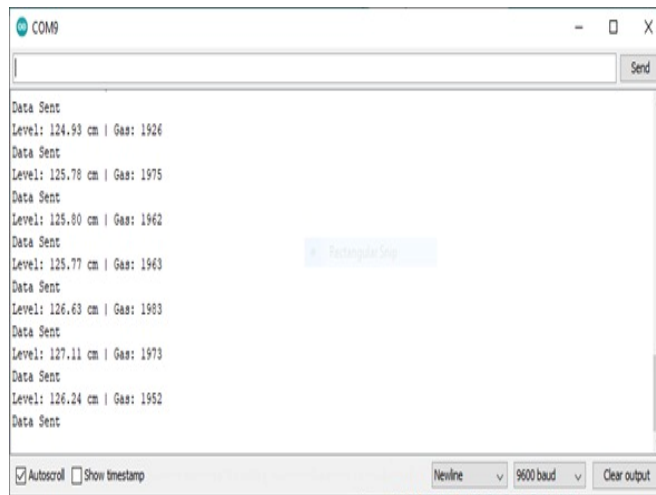 COM9
Send
Data Sent
Level: 124.93 cm | Gas: 1926
Data Sent
Level: 125.78 cm | Gas: 1975
Data Sent
Level: 125.80 cm | Gas: 1962
Data Sent
Level: 125.77 cm | Gas: 1963
Data Sent
Level: 126.63 cm | Gas: 1983
Data Sent
Level: 127.11 cm | Gas: 1973
Data Sent
Level: 126.24 cm | Gas: 1952
Data Sent
Rectangular Snip
Autoscroll Show timestamp Newline 9600 baud Clear output